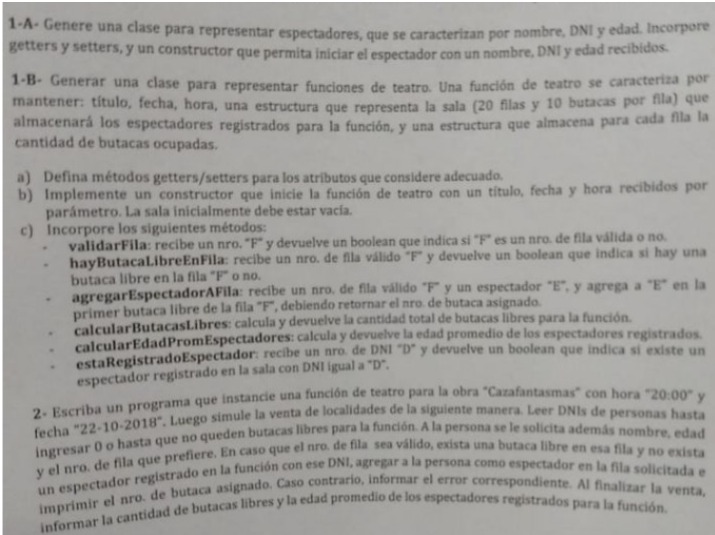 1-A- Genere una clase para representar espectadores, que se caracterizan por nombre, DNI y edad. Incorpore
getters y setters, y un constructor que permita iniciar el espectador con un nombre, DNI y edad recibidos.
1-B- Generar una clase para representar funciones de teatro. Una función de teatro se caracteriza por
mantener: título, fecha, hora, una estructura que representa la sala (20 filas y 10 butacas por fila) que
almacenará los espectadores registrados para la función, y una estructura que almacena para cada fila la
cantidad de butacas ocupadas.
a) Defina métodos getters/setters para los atributos que considere adecuado.
b) Implemente un constructor que inicie la función de teatro con un título, fecha y hora recibidos por
parámetro. La sala inicialmente debe estar vacía.
c) Incorpore los siguientes métodos:
- validarFila: recibe un nro. "F" y devuelve un boolean que indica si "F" es un nro. de fila válida o no.
- hayButacaLibreEnFila: recibe un nro. de fila válido "F" y devuelve un boolean que indica si hay una
butaca libre en la fila "F" o no.
- agregarEspectadorAFila: recibe un nro. de fila válido "F" y un espectador "E", y agrega a "E" en la
primer butaca libre de la fila "F", debiendo retornar el nro. de butaca asignado.
- calcularButacasLibres: calcula y devuelve la cantidad total de butacas libres para la función.
- calcularEdadPromEspectadores: calcula y devuelve la edad promedio de los espectadores registrados.
- estaRegistradoEspectador: recibe un nro. de DNI "D" y devuelve un boolean que indica si existe un
espectador registrado en la sala con DNI igual a "D".
2- Escriba un programa que instancie una función de teatro para la obra "Cazafantasmas" con hora "20:00" y
fecha "22-10-2018". Luego simule la venta de localidades de la siguiente manera. Leer DNIs de personas hasta
ingresar 0 o hasta que no queden butacas libres para la función. A la persona se le solicita además nombre, edad
y el nro. de fila que prefiere. En caso que el nro. de fila sea válido, exista una butaca libre en esa fila y no exista
un espectador registrado en la función con ese DNI, agregar a la persona como espectador en la fila solicitada e
imprimir el nro. de butaca asignado. Caso contrario, informar el error correspondiente. Al finalizar la venta,
informar la cantidad de butacas libres y la edad promedio de los espectadores registrados para la función.